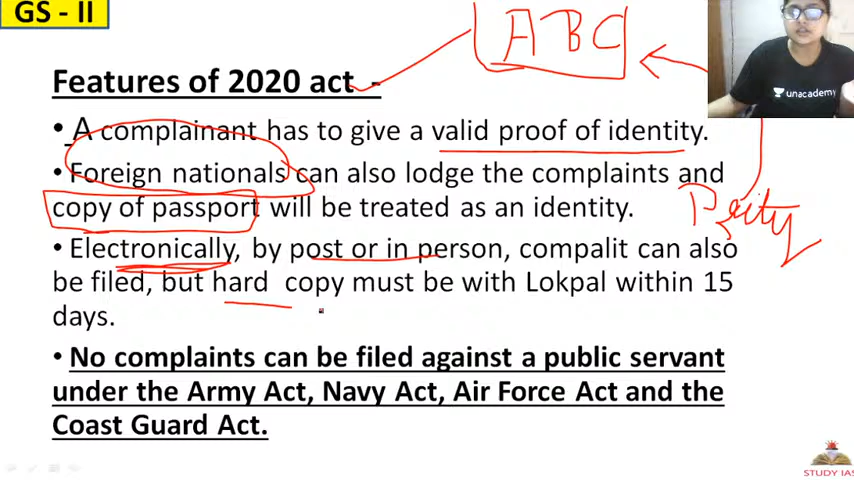 GS - II
A B C
unacademy
Features of 2020 act -
• A complainant has to give a valid proof of identity.
• Foreign nationals can also lodge the complaints and
copy of passport will be treated as an identity.
• Electronically, by post or in person, compalit can also
be filed, but hard copy must be with Lokpal within 15
days.
• No complaints can be filed against a public servant
under the Army Act, Navy Act, Air Force Act and the
Coast Guard Act.
STUDY IAS